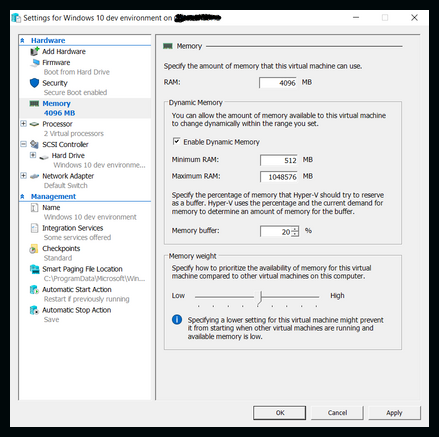 Settings for Windows 10 dev environment on
Hardware
Add Hardware
Firmware
Boot from Hard Drive
Security
Secure Boot enabled
Memory
4096 MB
Processor
2 Virtual processors
SCSI Controller
Hard Drive
Windows 10 dev environme...
Network Adapter
Default Switch
Management
Name
Windows 10 dev environment
Integration Services
Some services offered
Checkpoints
Standard
Smart Paging File Location
C:\ProgramData\Microsoft\Win...
Automatic Start Action
Restart if previously running
Automatic Stop Action
Save
Memory
Specify the amount of memory that this virtual machine can use.
RAM: 4096 MB
Dynamic Memory
You can allow the amount of memory available to this virtual machine
to change dynamically within the range you set.
Enable Dynamic Memory
Minimum RAM: 512 MB
Maximum RAM: 1048576 MB
Specify the percentage of memory that Hyper-V should try to reserve
as a buffer. Hyper-V uses the percentage and the current demand for
memory to determine an amount of memory for the buffer.
Memory buffer: 20 %
Memory weight
Specify how to prioritize the availability of memory for this virtual
machine compared to other virtual machines on this computer.
Low High
Specifying a lower setting for this virtual machine might prevent
it from starting when other virtual machines are running and
available memory is low.
OK Cancel Apply